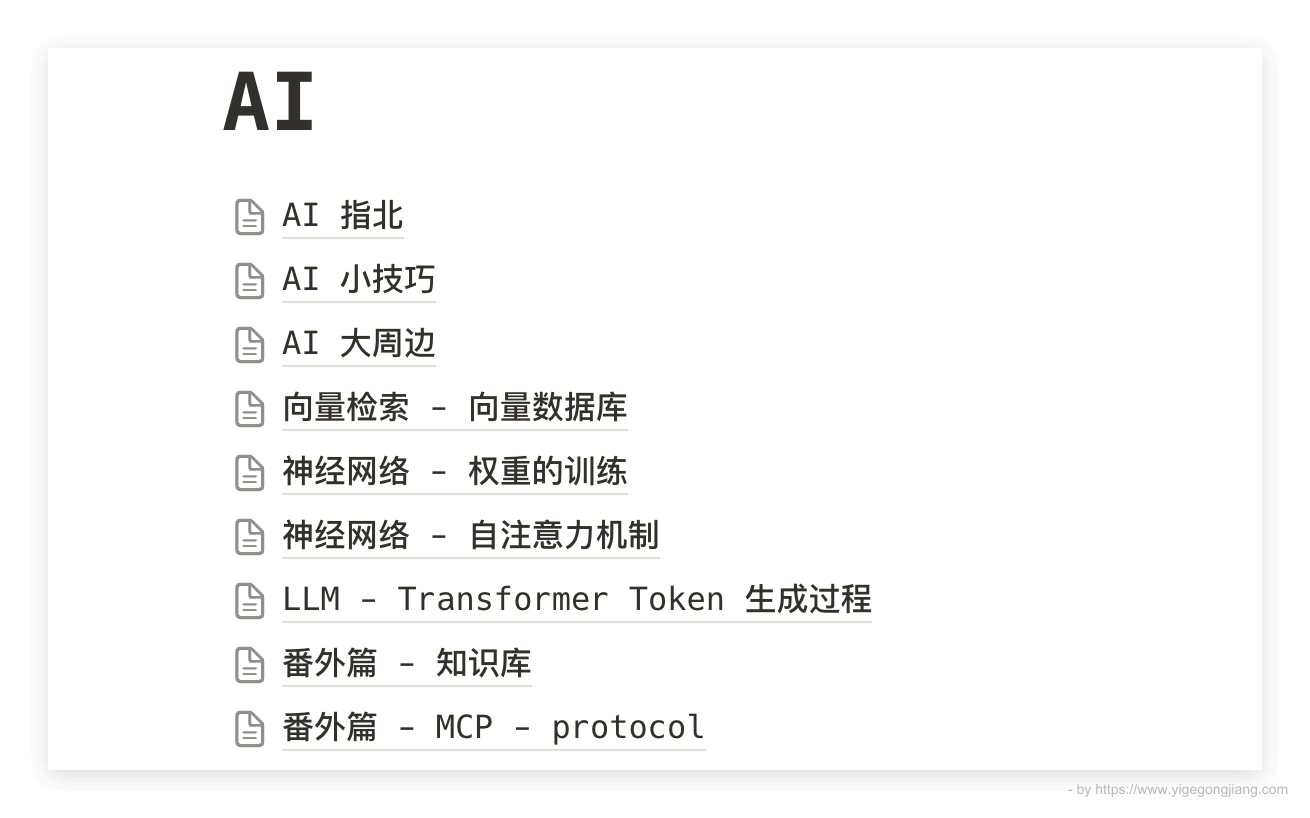 AI
AI 指北
AI 小技巧
AI 大周边
向量检索 - 向量数据库
神经网络 - 权重的训练
神经网络 - 自注意力机制
LLM - Transformer Token 生成过程
番外篇 - 知识库
番外篇 - MCP - protocol
- by https://www.yigegongjiang.com